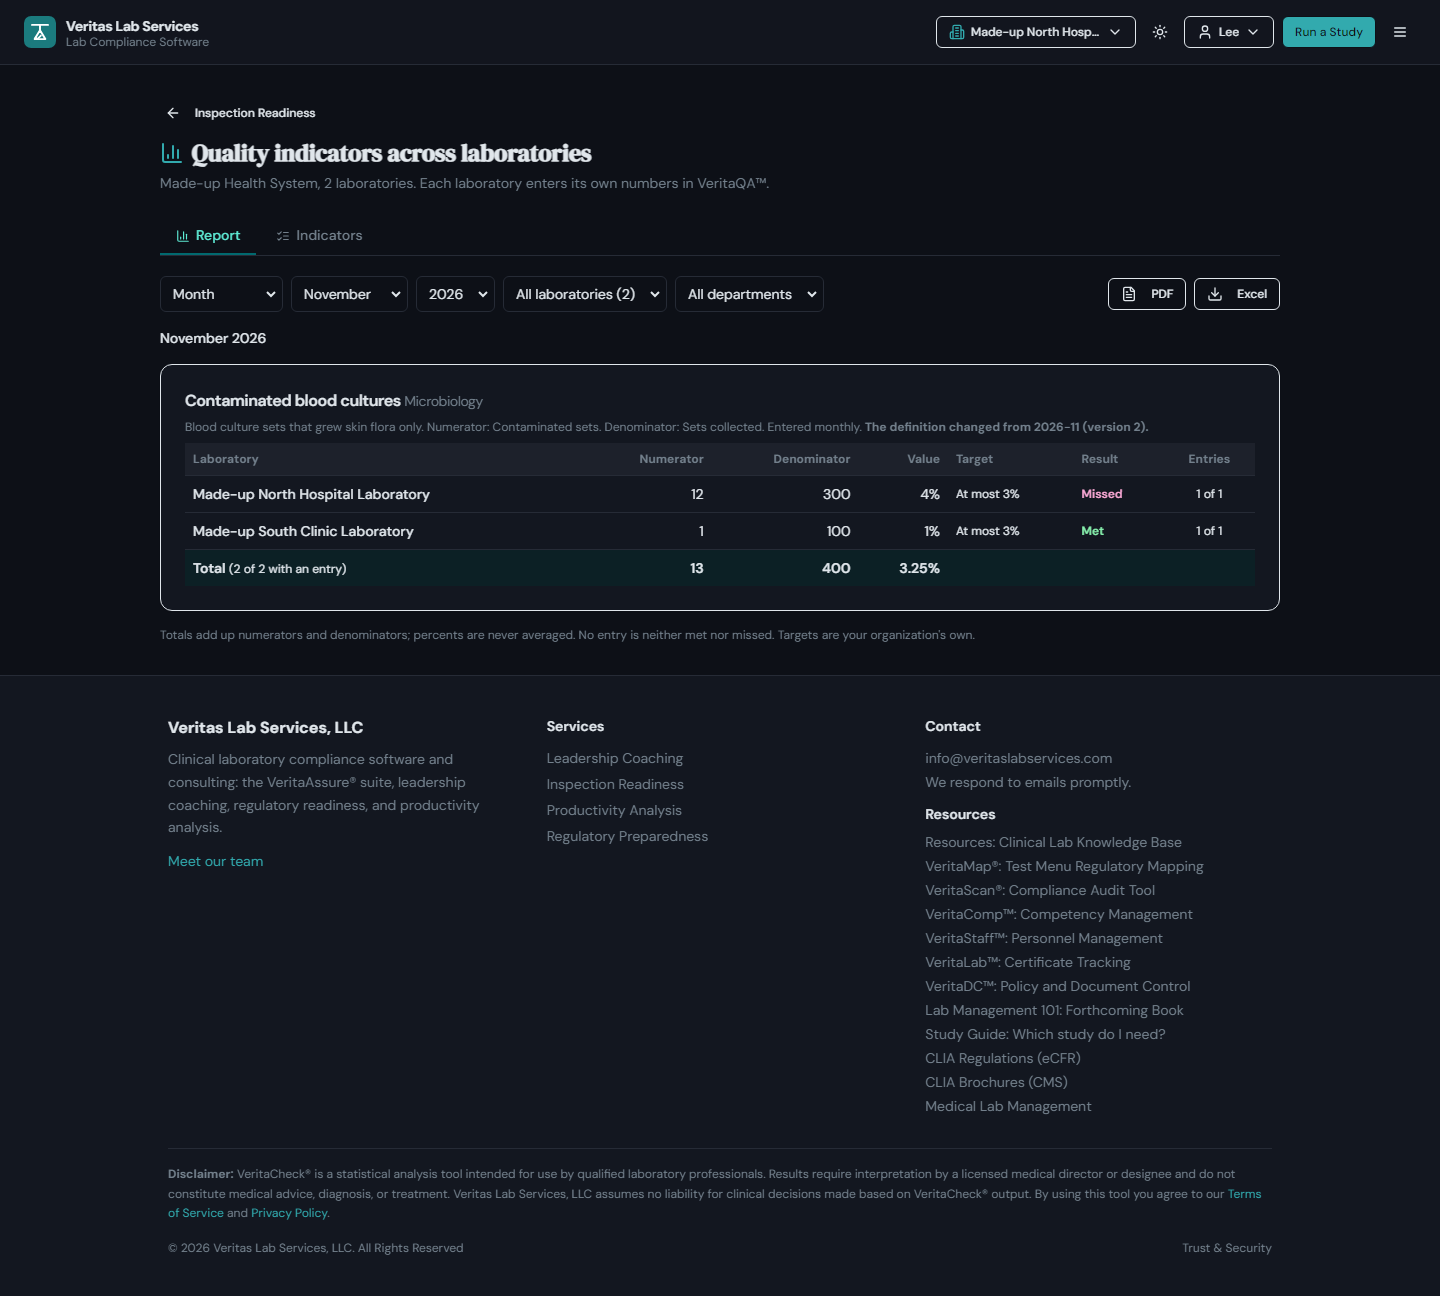 Veritas Lab Services
Lab Compliance Software
Made-up North Hosp...
Lee
Run a Study
Inspection Readiness
Quality indicators across laboratories
Made-up Health System, 2 laboratories. Each laboratory enters its own numbers in VeritaQA™.
Report
Indicators
Month
November
2026
All laboratories (2)
All departments
PDF
Excel
November 2026
Contaminated blood cultures Microbiology
Blood culture sets that grew skin flora only. Numerator: Contaminated sets. Denominator: Sets collected. Entered monthly. The definition changed from 2026-11 (version 2).
Laboratory Numerator Denominator Value Target Result Entries
Made-up North Hospital Laboratory 12 300 4% At most 3% Missed 1 of 1
Made-up South Clinic Laboratory 1 100 1% At most 3% Met 1 of 1
Total (2 of 2 with an entry) 13 400 3.25%
Totals add up numerators and denominators; percents are never averaged. No entry is neither met nor missed. Targets are your organization's own.
Veritas Lab Services, LLC
Clinical laboratory compliance software and
consulting: the VeritaAssure® suite, leadership
coaching, regulatory readiness, and productivity
analysis.
Meet our team
Services
Leadership Coaching
Inspection Readiness
Productivity Analysis
Regulatory Preparedness
Contact
info@veritaslabservices.com
We respond to emails promptly.
Resources
Resources: Clinical Lab Knowledge Base
VeritaMap®: Test Menu Regulatory Mapping
VeritaScan®: Compliance Audit Tool
VeritaComp™: Competency Management
VeritaStaff™: Personnel Management
VeritaLab™: Certificate Tracking
VeritaDC™: Policy and Document Control
Lab Management 101: Forthcoming Book
Study Guide: Which study do I need?
CLIA Regulations (eCFR)
CLIA Brochures (CMS)
Medical Lab Management
Disclaimer: VeritaCheck® is a statistical analysis tool intended for use by qualified laboratory professionals. Results require interpretation by a licensed medical director or designee and do not
constitute medical advice, diagnosis, or treatment. Veritas Lab Services, LLC assumes no liability for clinical decisions made based on VeritaCheck® output. By using this tool you agree to our Terms
of Service and Privacy Policy.
© 2026 Veritas Lab Services, LLC. All Rights Reserved
Trust & Security